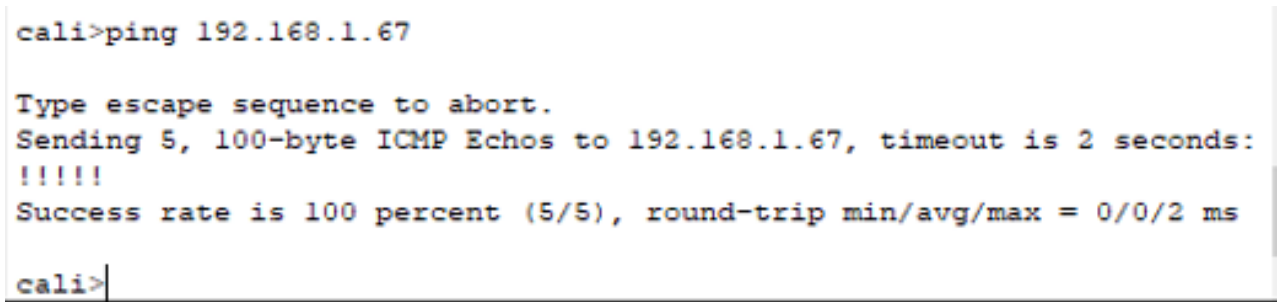 cali>ping 192.168.1.67
Type escape sequence to abort.
Sending 5, 100-byte ICMP Echos to 192.168.1.67, timeout is 2 seconds:
!!!!!
Success rate is 100 percent (5/5), round-trip min/avg/max = 0/0/2 ms
cali>